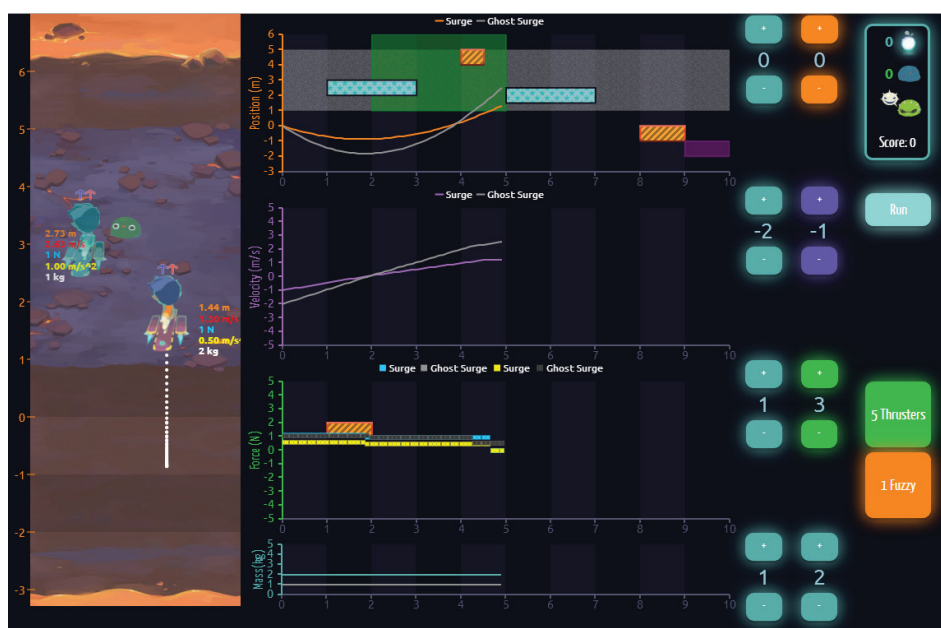 Surge Ghost Surge
Position (m)
6
5
4
3
2
1
0
-1
-2
-3
0 1 2 3 4 5 6 7 8 9 10
6
5
4
3
2
1
0
-1
-2
-3
2.73 m
1 N
1.00 m/s^2
1 kg
1.44 m
1 N
0.50 m/s^
2 kg
Surge Ghost Surge
Velocity (m/s)
5
4
3
2
1
0
-1
-2
-3
-4
-5
0 1 2 3 4 5 6 7 8 9 10
Surge Ghost Surge Surge Ghost Surge
Force (N)
5
4
3
2
1
0
-1
-2
-3
-4
-5
0 1 2 3 4 5 6 7 8 9 10
Mass(kg)
5
4
3
2
1
0
0 1 2 3 4 5 6 7 8 9 10
+ +
0 0
- -
+ +
-2 -1
- -
+ +
1 3
- -
+ +
1 2
- -
0
0
Score: 0
Run
5 Thrusters
1 Fuzzy